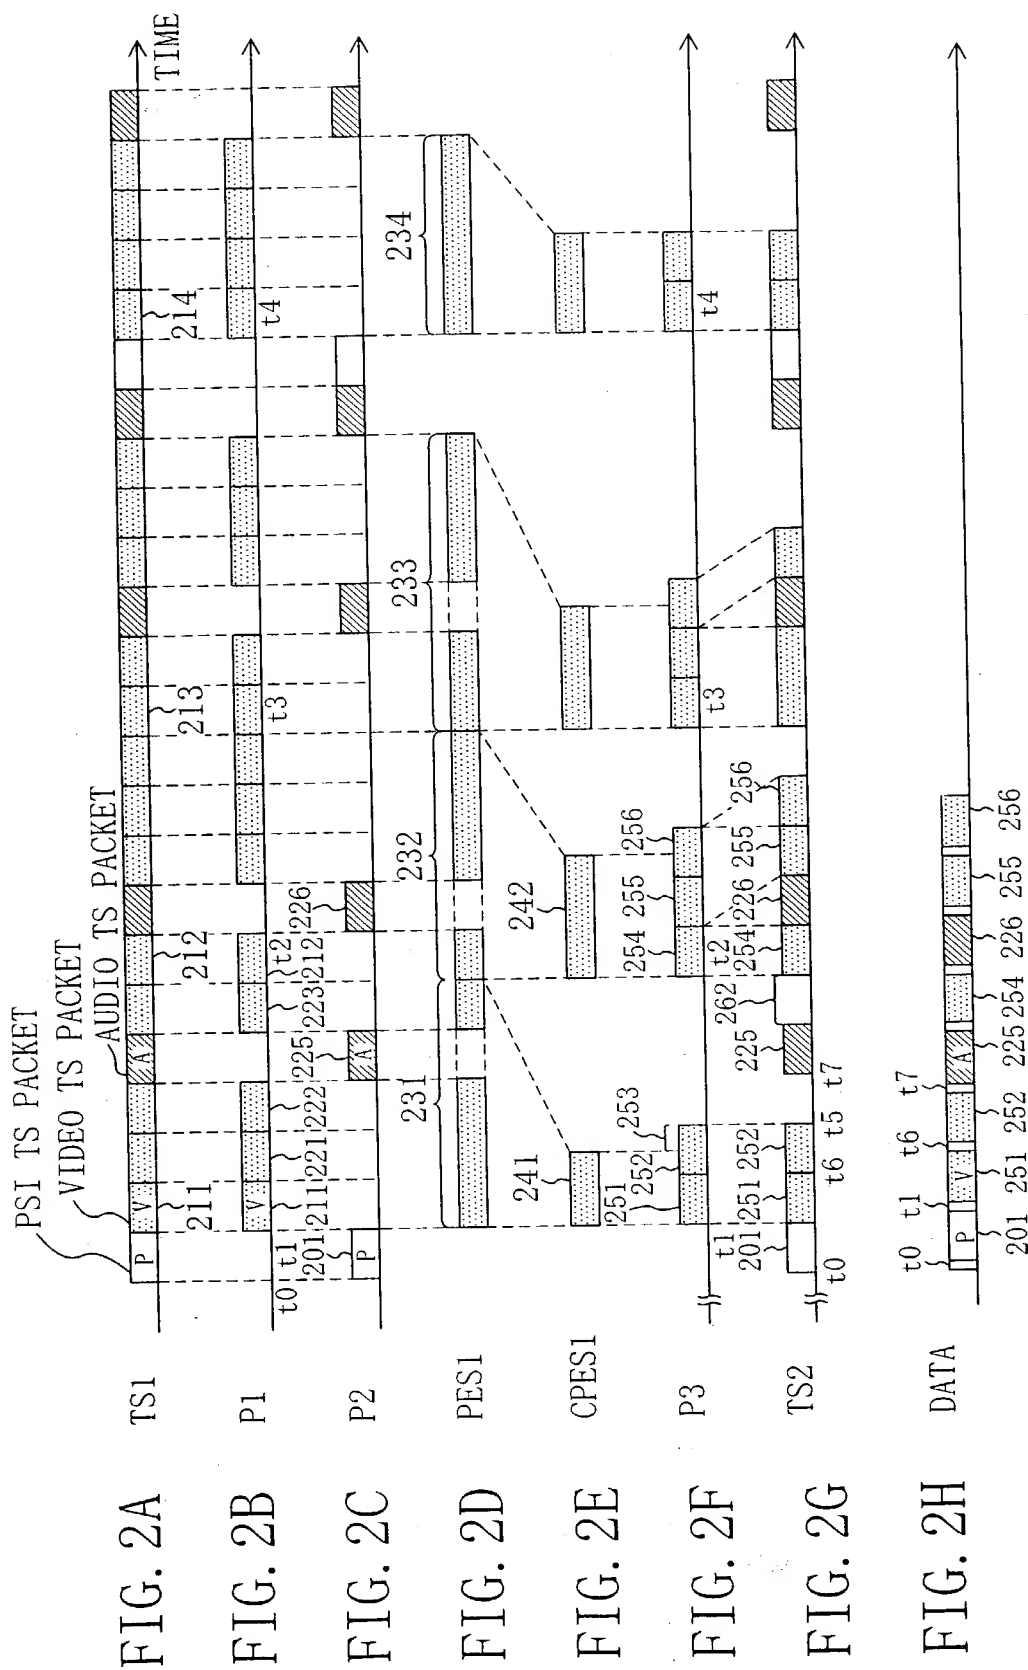 PSI TS PACKET
VIDEO TS PACKET
AUDIO TS PACKET
TIME
FIG. 2A TS1
P V A
211 212 213 214
FIG. 2B P1
V
t0 t1 211 221 222 223 212 t2 t3 t4
FIG. 2C P2
201 P 225 A 226
FIG. 2D PES1
231 232 233 234
FIG. 2E CPES1
241 242
FIG. 2F P3
251 252 253 254 255 256
t1 t2 t3 t4
FIG. 2G TS2
201 251 252 225 262 254 226 255 256
t0 t6 t5 t7
FIG. 2H DATA
t0 t1 t6 t7
P V A
201 251 252 225 254 226 255 256